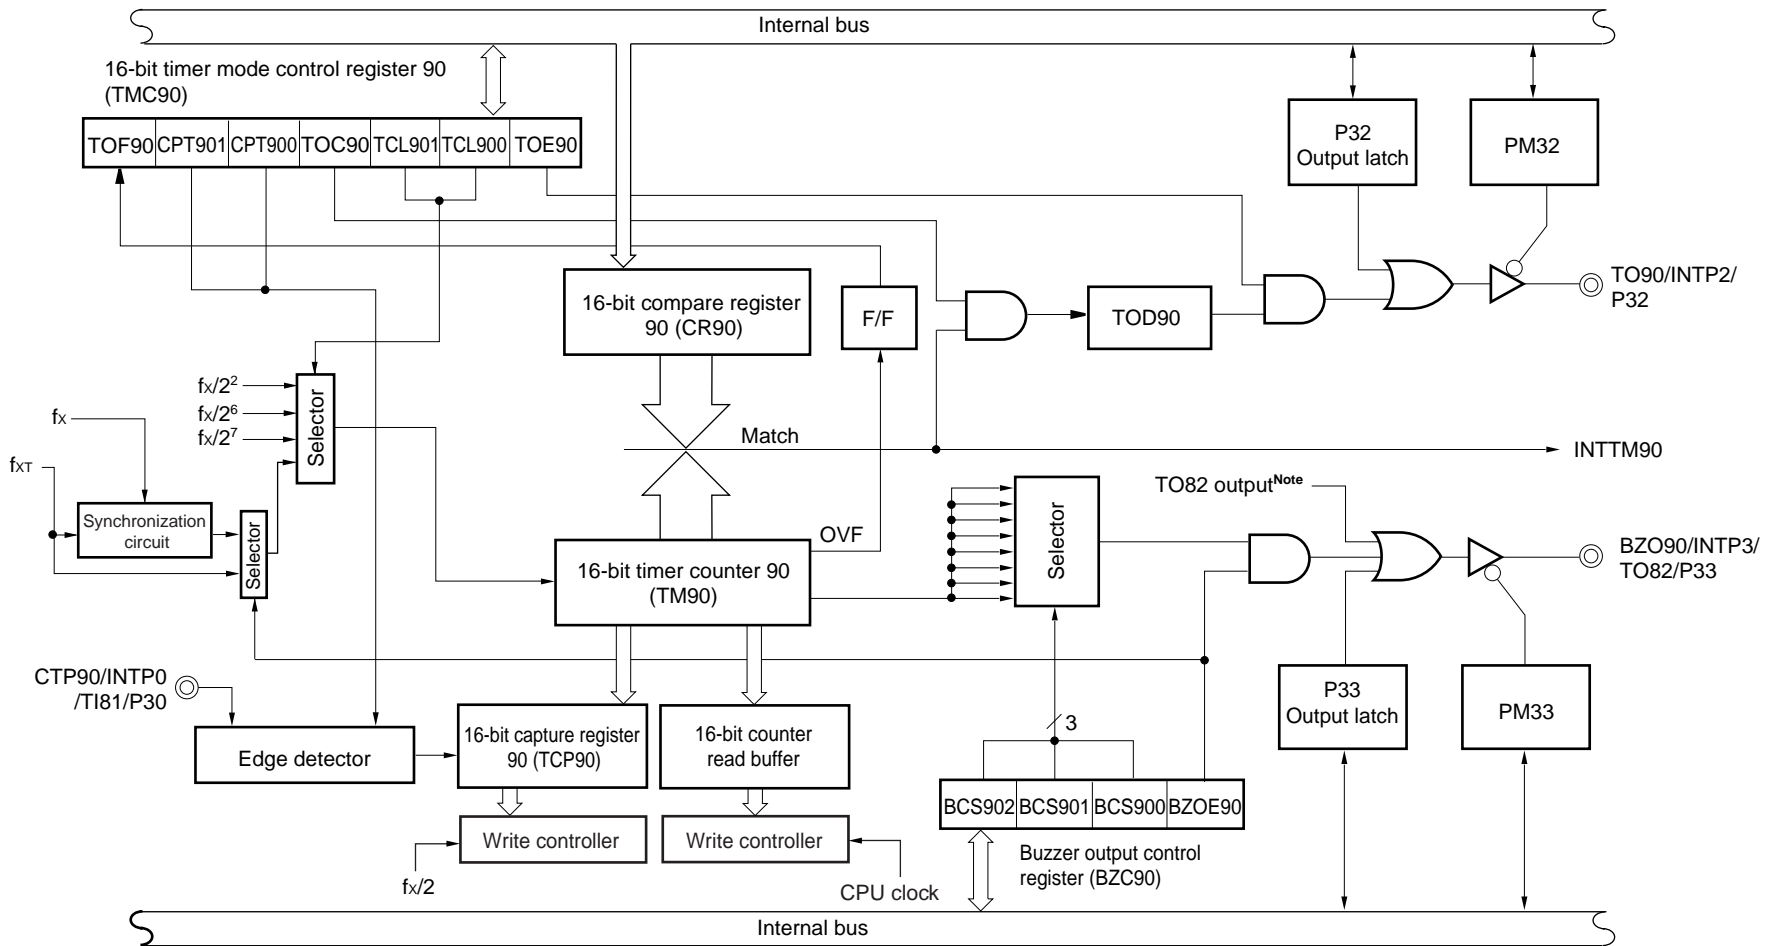 Internal bus
16-bit timer mode control register 90
(TMC90)
TOF90 CPT901 CPT900 TOC90 TCL901 TCL900 TOE90
P32
Output latch
PM32
16-bit compare register
90 (CR90)
F/F
TOD90
TO90/INTP2/
P32
fX/2²
fX/2⁶
fX/2⁷
Selector
fX
fXT
Match
INTTM90
Synchronization
circuit
Selector
OVF
16-bit timer counter 90
(TM90)
Selector
TO82 output Note
BZO90/INTP3/
TO82/P33
CTP90/INTP0
/TI81/P30
Edge detector
16-bit capture register
90 (TCP90)
16-bit counter
read buffer
3
P33
Output latch
PM33
Write controller
Write controller
BCS902 BCS901 BCS900 BZOE90
fX/2
CPU clock
Buzzer output control
register (BZC90)
Internal bus